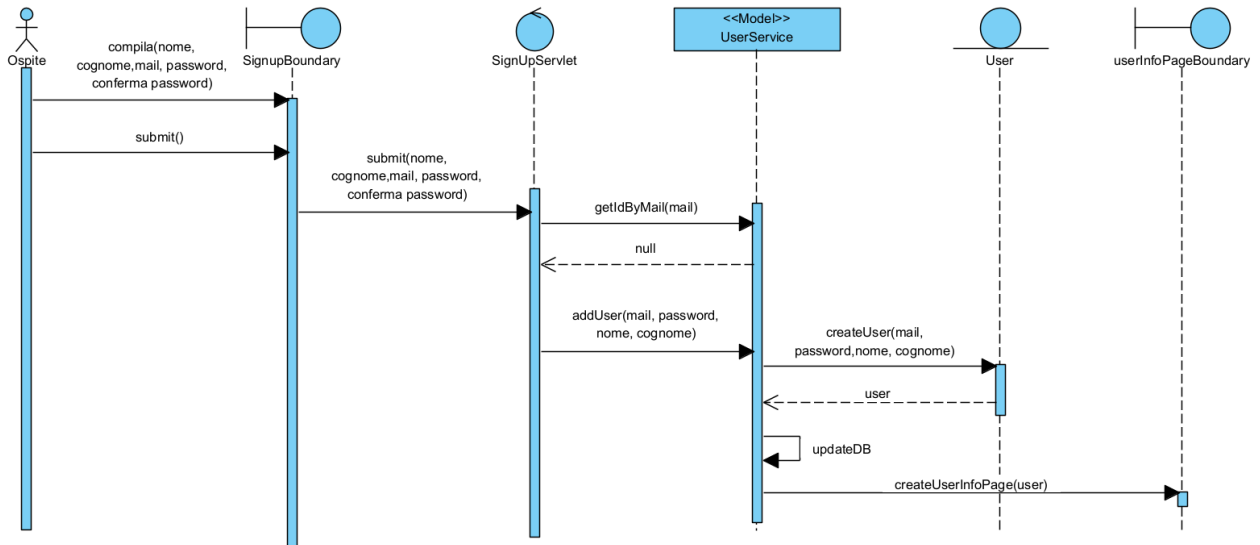 <<Model>>
UserService
Ospite
SignupBoundary
SignUpServlet
User
userInfoPageBoundary
compila(nome,
cognome,mail, password,
conferma password)
submit()
submit(nome,
cognome,mail, password,
conferma password)
getIdByMail(mail)
null
addUser(mail, password,
nome, cognome)
createUser(mail,
password,nome, cognome)
user
updateDB
createUserInfoPage(user)